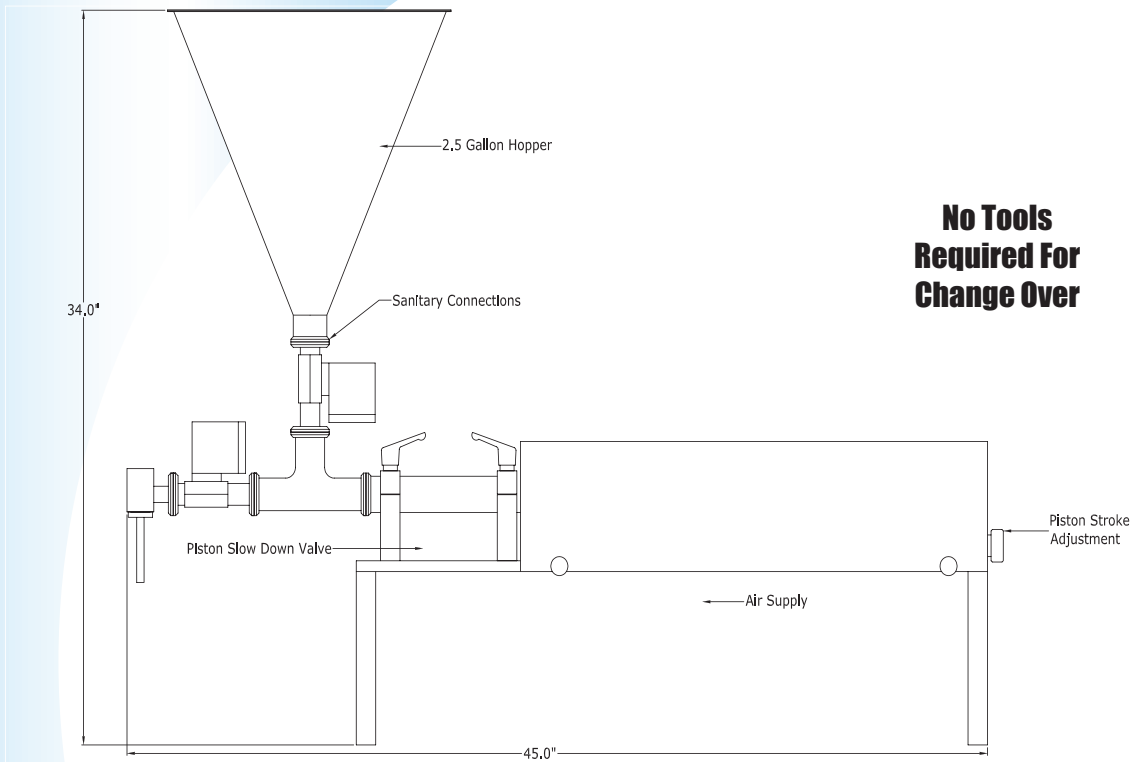 2.5 Gallon Hopper
No Tools
Required For
Change Over
Sanitary Connections
34.0"
Piston Slow Down Valve
Piston Stroke
Adjustment
Air Supply
45.0"